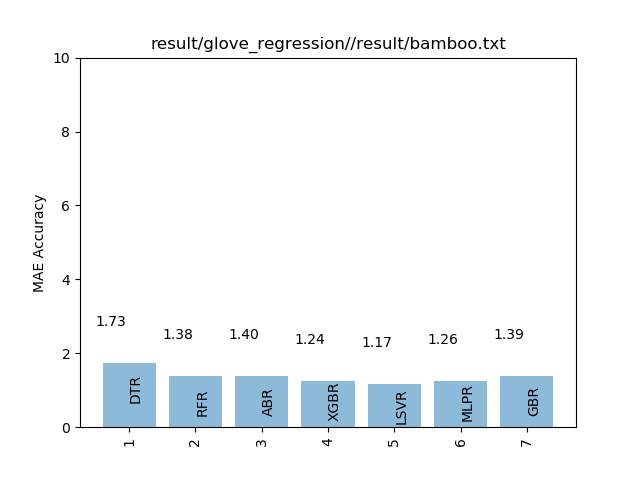 result/glove_regression//result/bamboo.txt
10
8
6
4
2
0
MAE Accuracy
1.73
1.38
1.40
1.24
1.17
1.26
1.39
DTR
RFR
ABR
XGBR
LSVR
MLPR
GBR
1
2
3
4
5
6
7